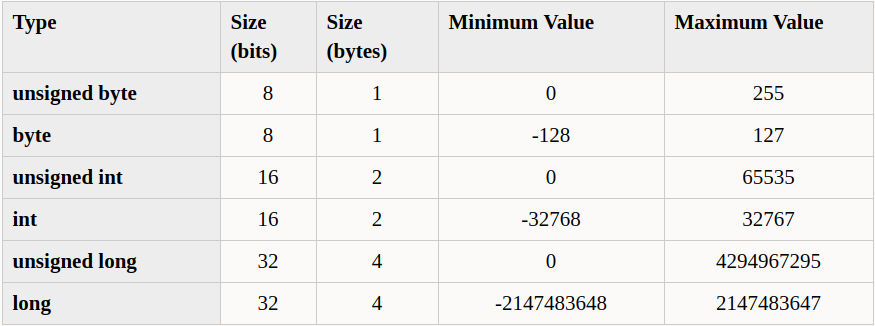 Type Size (bits) Size (bytes) Minimum Value Maximum Value
unsigned byte 8 1 0 255
byte 8 1 -128 127
unsigned int 16 2 0 65535
int 16 2 -32768 32767
unsigned long 32 4 0 4294967295
long 32 4 -2147483648 2147483647